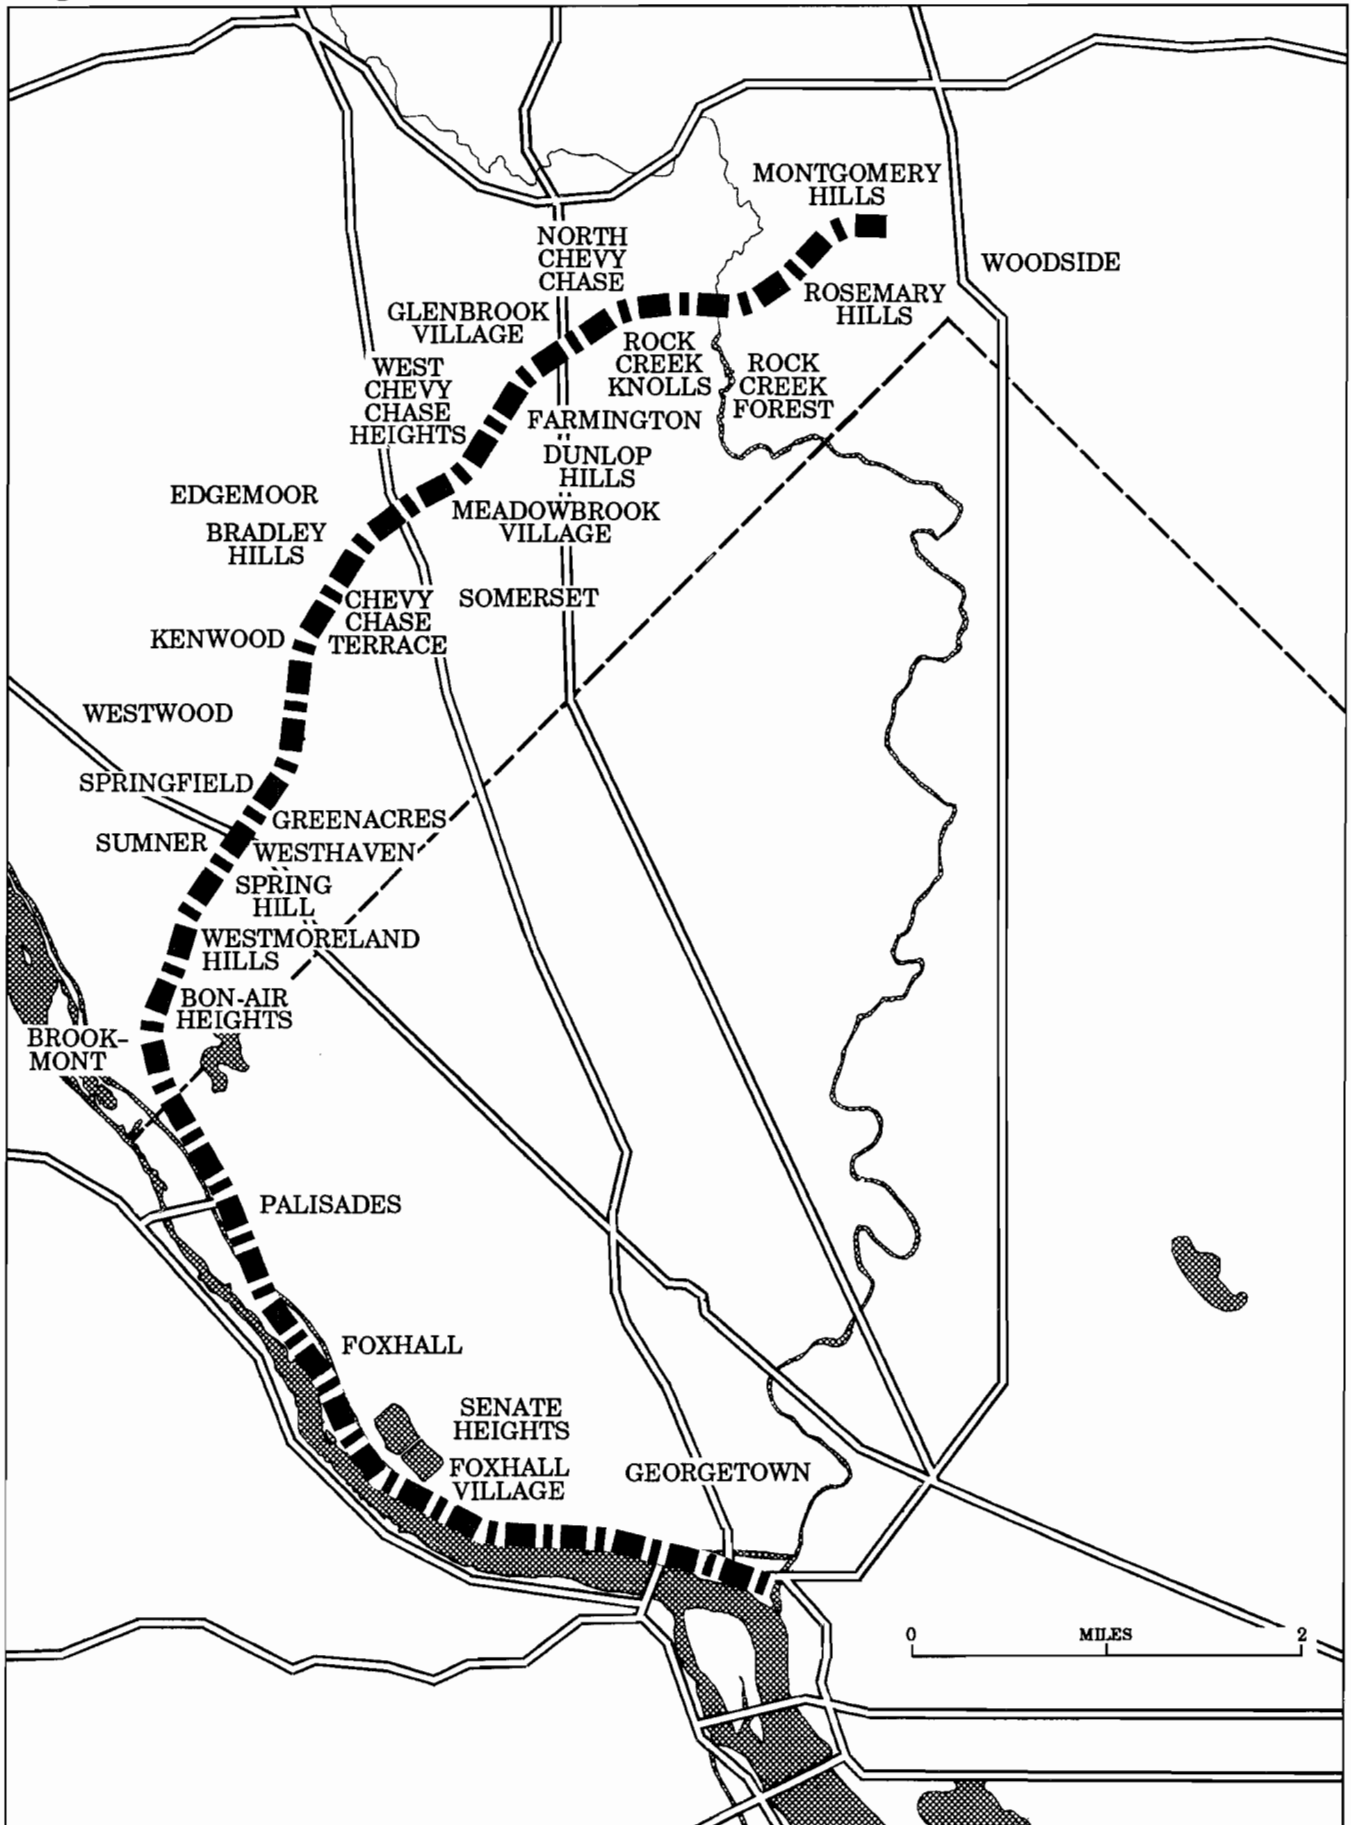 MONTGOMERY
HILLS
NORTH
CHEVY
CHASE
WOODSIDE
ROSEMARY
HILLS
GLENBROOK
VILLAGE
ROCK
CREEK
KNOLLS
ROCK
CREEK
FOREST
WEST
CHEVY
CHASE
HEIGHTS
FARMINGTON
DUNLOP
HILLS
EDGEMOOR
MEADOWBROOK
VILLAGE
BRADLEY
HILLS
CHEVY
CHASE
TERRACE
SOMERSET
KENWOOD
WESTWOOD
SPRINGFIELD
GREENACRES
SUMNER
WESTHAVEN
SPRING
HILL
WESTMORELAND
HILLS
BON-AIR
HEIGHTS
BROOK-
MONT
PALISADES
FOXHALL
SENATE
HEIGHTS
FOXHALL
VILLAGE
GEORGETOWN
0 MILES 2